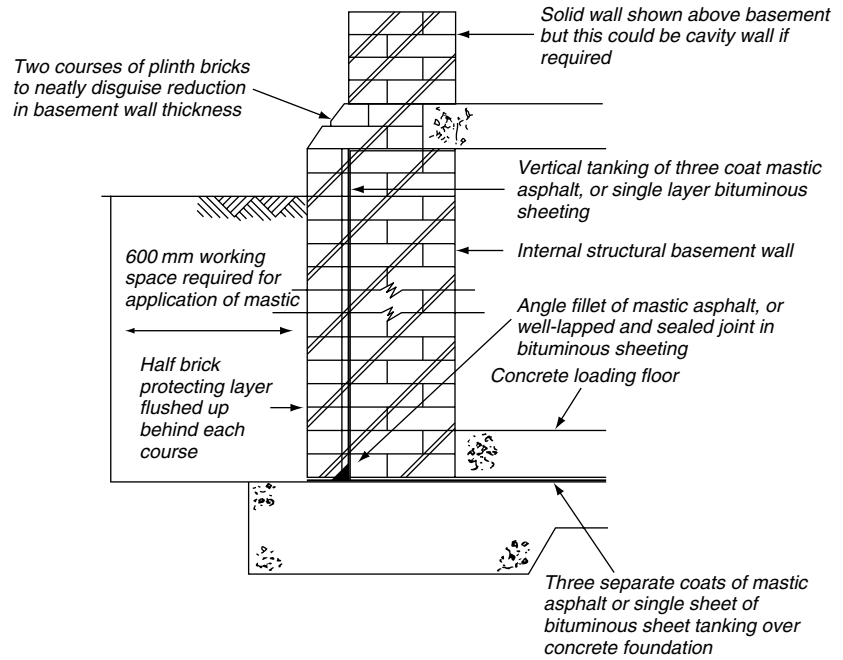 Solid wall shown above basement
but this could be cavity wall if
required
Two courses of plinth bricks
to neatly disguise reduction
in basement wall thickness
Vertical tanking of three coat mastic
asphalt, or single layer bituminous
sheeting
Internal structural basement wall
600 mm working
space required for
application of mastic
Angle fillet of mastic asphalt, or
well-lapped and sealed joint in
bituminous sheeting
Half brick
protecting layer
flushed up
behind each
course
Concrete loading floor
Three separate coats of mastic
asphalt or single sheet of
bituminous sheet tanking over
concrete foundation